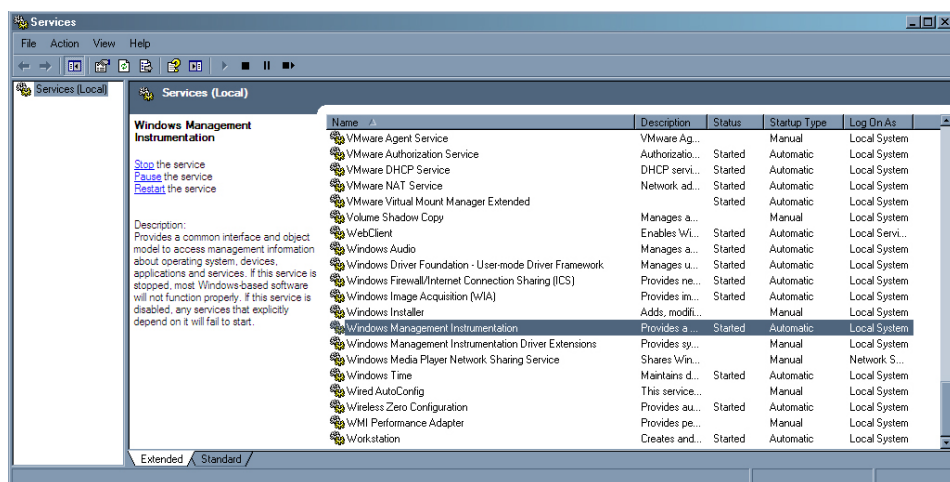 Services
File Action View Help
Services (Local)
Services (Local)
Windows Management
Instrumentation
Stop the service
Pause the service
Restart the service
Description:
Provides a common interface and object
model to access management information
about operating system, devices,
applications and services. If this service is
stopped, most Windows-based software
will not function properly. If this service is
disabled, any services that explicitly
depend on it will fail to start.
Name Description Status Startup Type Log On As
VMware Agent Service VMware Ag... Manual Local System
VMware Authorization Service Authorizatio... Started Automatic Local System
VMware DHCP Service DHCP servi... Started Automatic Local System
VMware NAT Service Network ad... Started Automatic Local System
VMware Virtual Mount Manager Extended Started Automatic Local System
Volume Shadow Copy Manages a... Manual Local System
WebClient Enables Wi... Started Automatic Local Servi...
Windows Audio Manages a... Started Automatic Local System
Windows Driver Foundation - User-mode Driver Framework Manages u... Started Automatic Local System
Windows Firewall/Internet Connection Sharing (ICS) Provides ne... Started Automatic Local System
Windows Image Acquisition (WIA) Provides im... Started Automatic Local System
Windows Installer Adds, modifi... Manual Local System
Windows Management Instrumentation Provides a ... Started Automatic Local System
Windows Management Instrumentation Driver Extensions Provides sy... Manual Local System
Windows Media Player Network Sharing Service Shares Win... Manual Network S...
Windows Time Maintains d... Started Automatic Local System
Wired AutoConfig This service... Manual Local System
Wireless Zero Configuration Provides au... Started Automatic Local System
WMI Performance Adapter Provides pe... Manual Local System
Workstation Creates and... Started Automatic Local System
Extended Standard